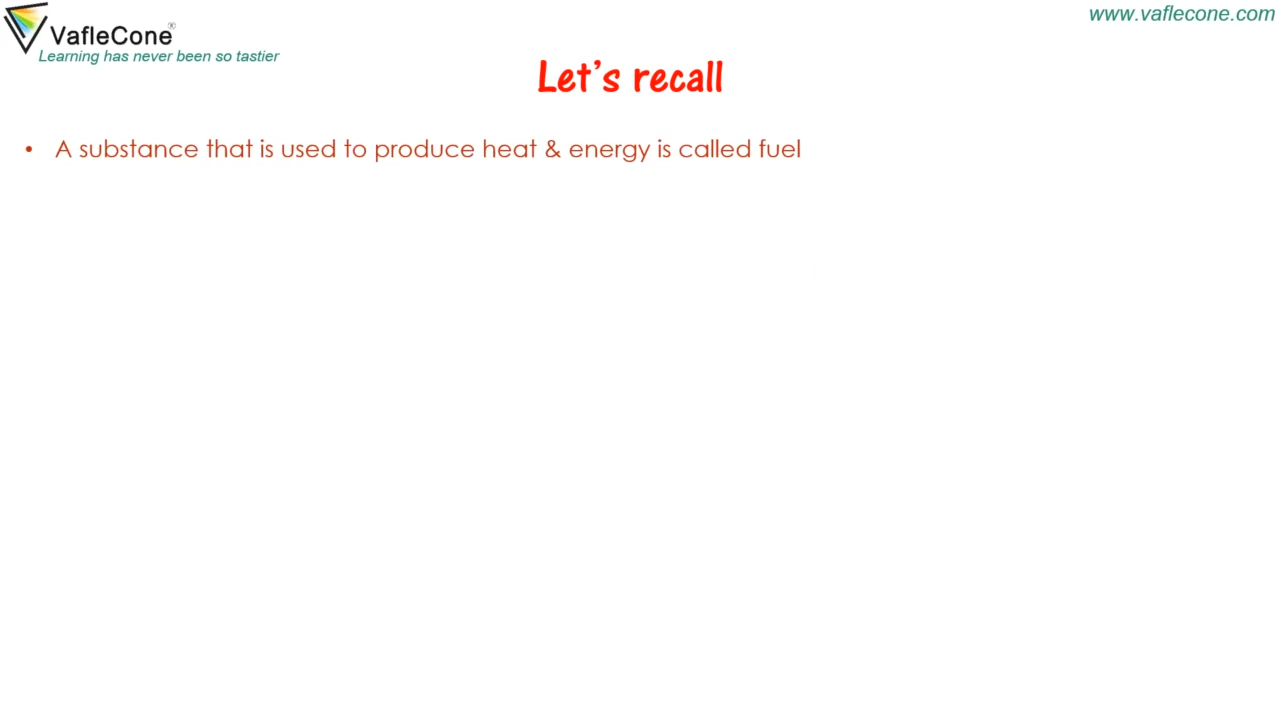 VafleCone®
Learning has never been so tastier
www.vaflecone.com
Let's recall
• A substance that is used to produce heat & energy is called fuel